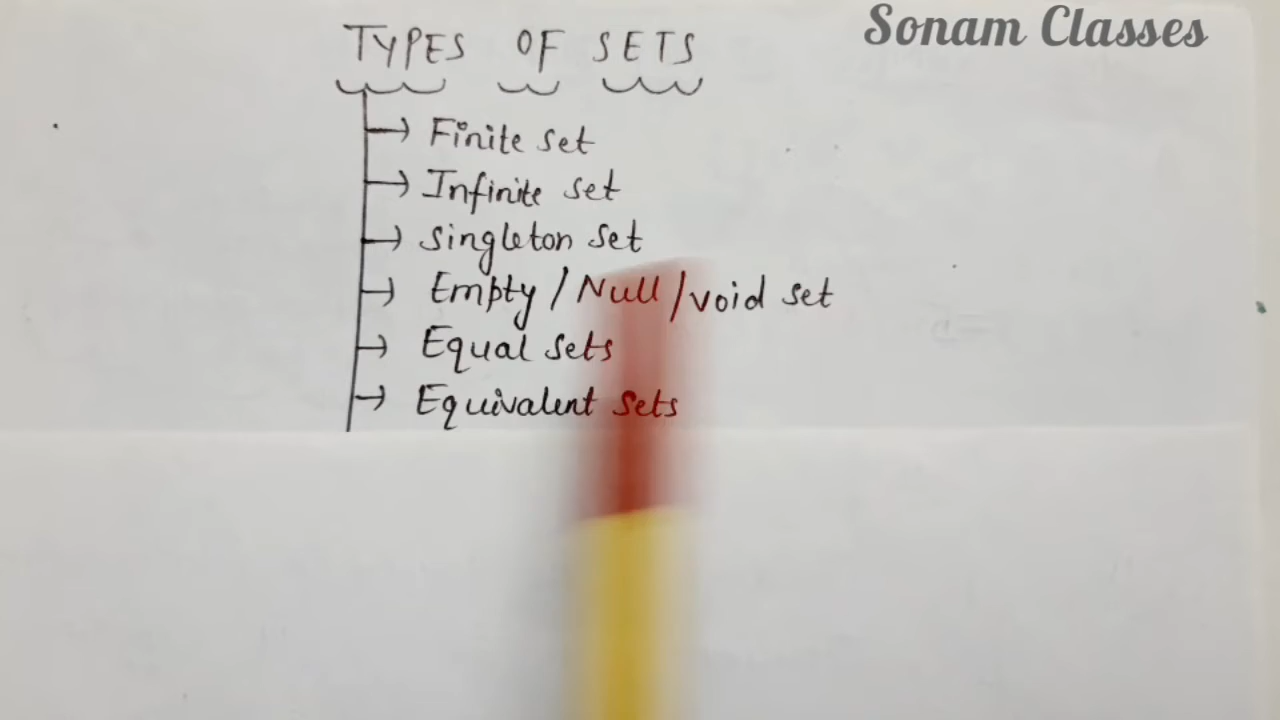 Sonam Classes
TYPES OF SETS
Finite set
Infinite set
Singleton set
Empty / Null / void set
Equal sets
Equivalent sets